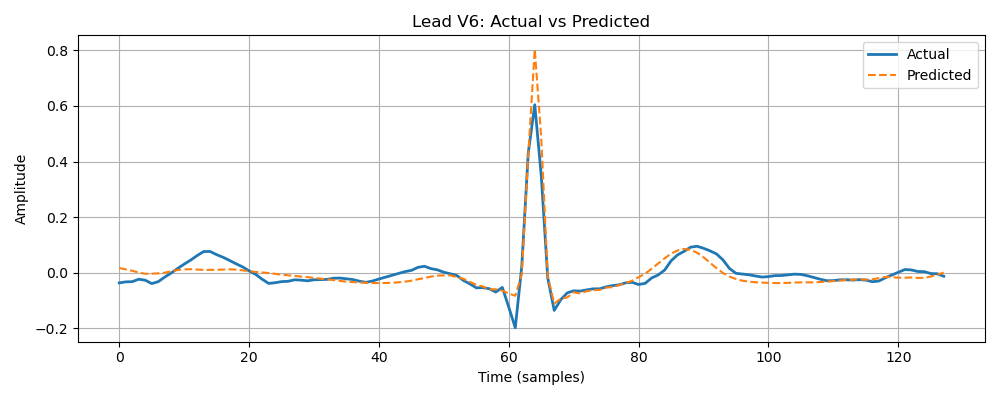 Lead V6: Actual vs Predicted
Actual
Predicted
Amplitude
0.8
0.6
0.4
0.2
0.0
−0.2
0 20 40 60 80 100 120
Time (samples)